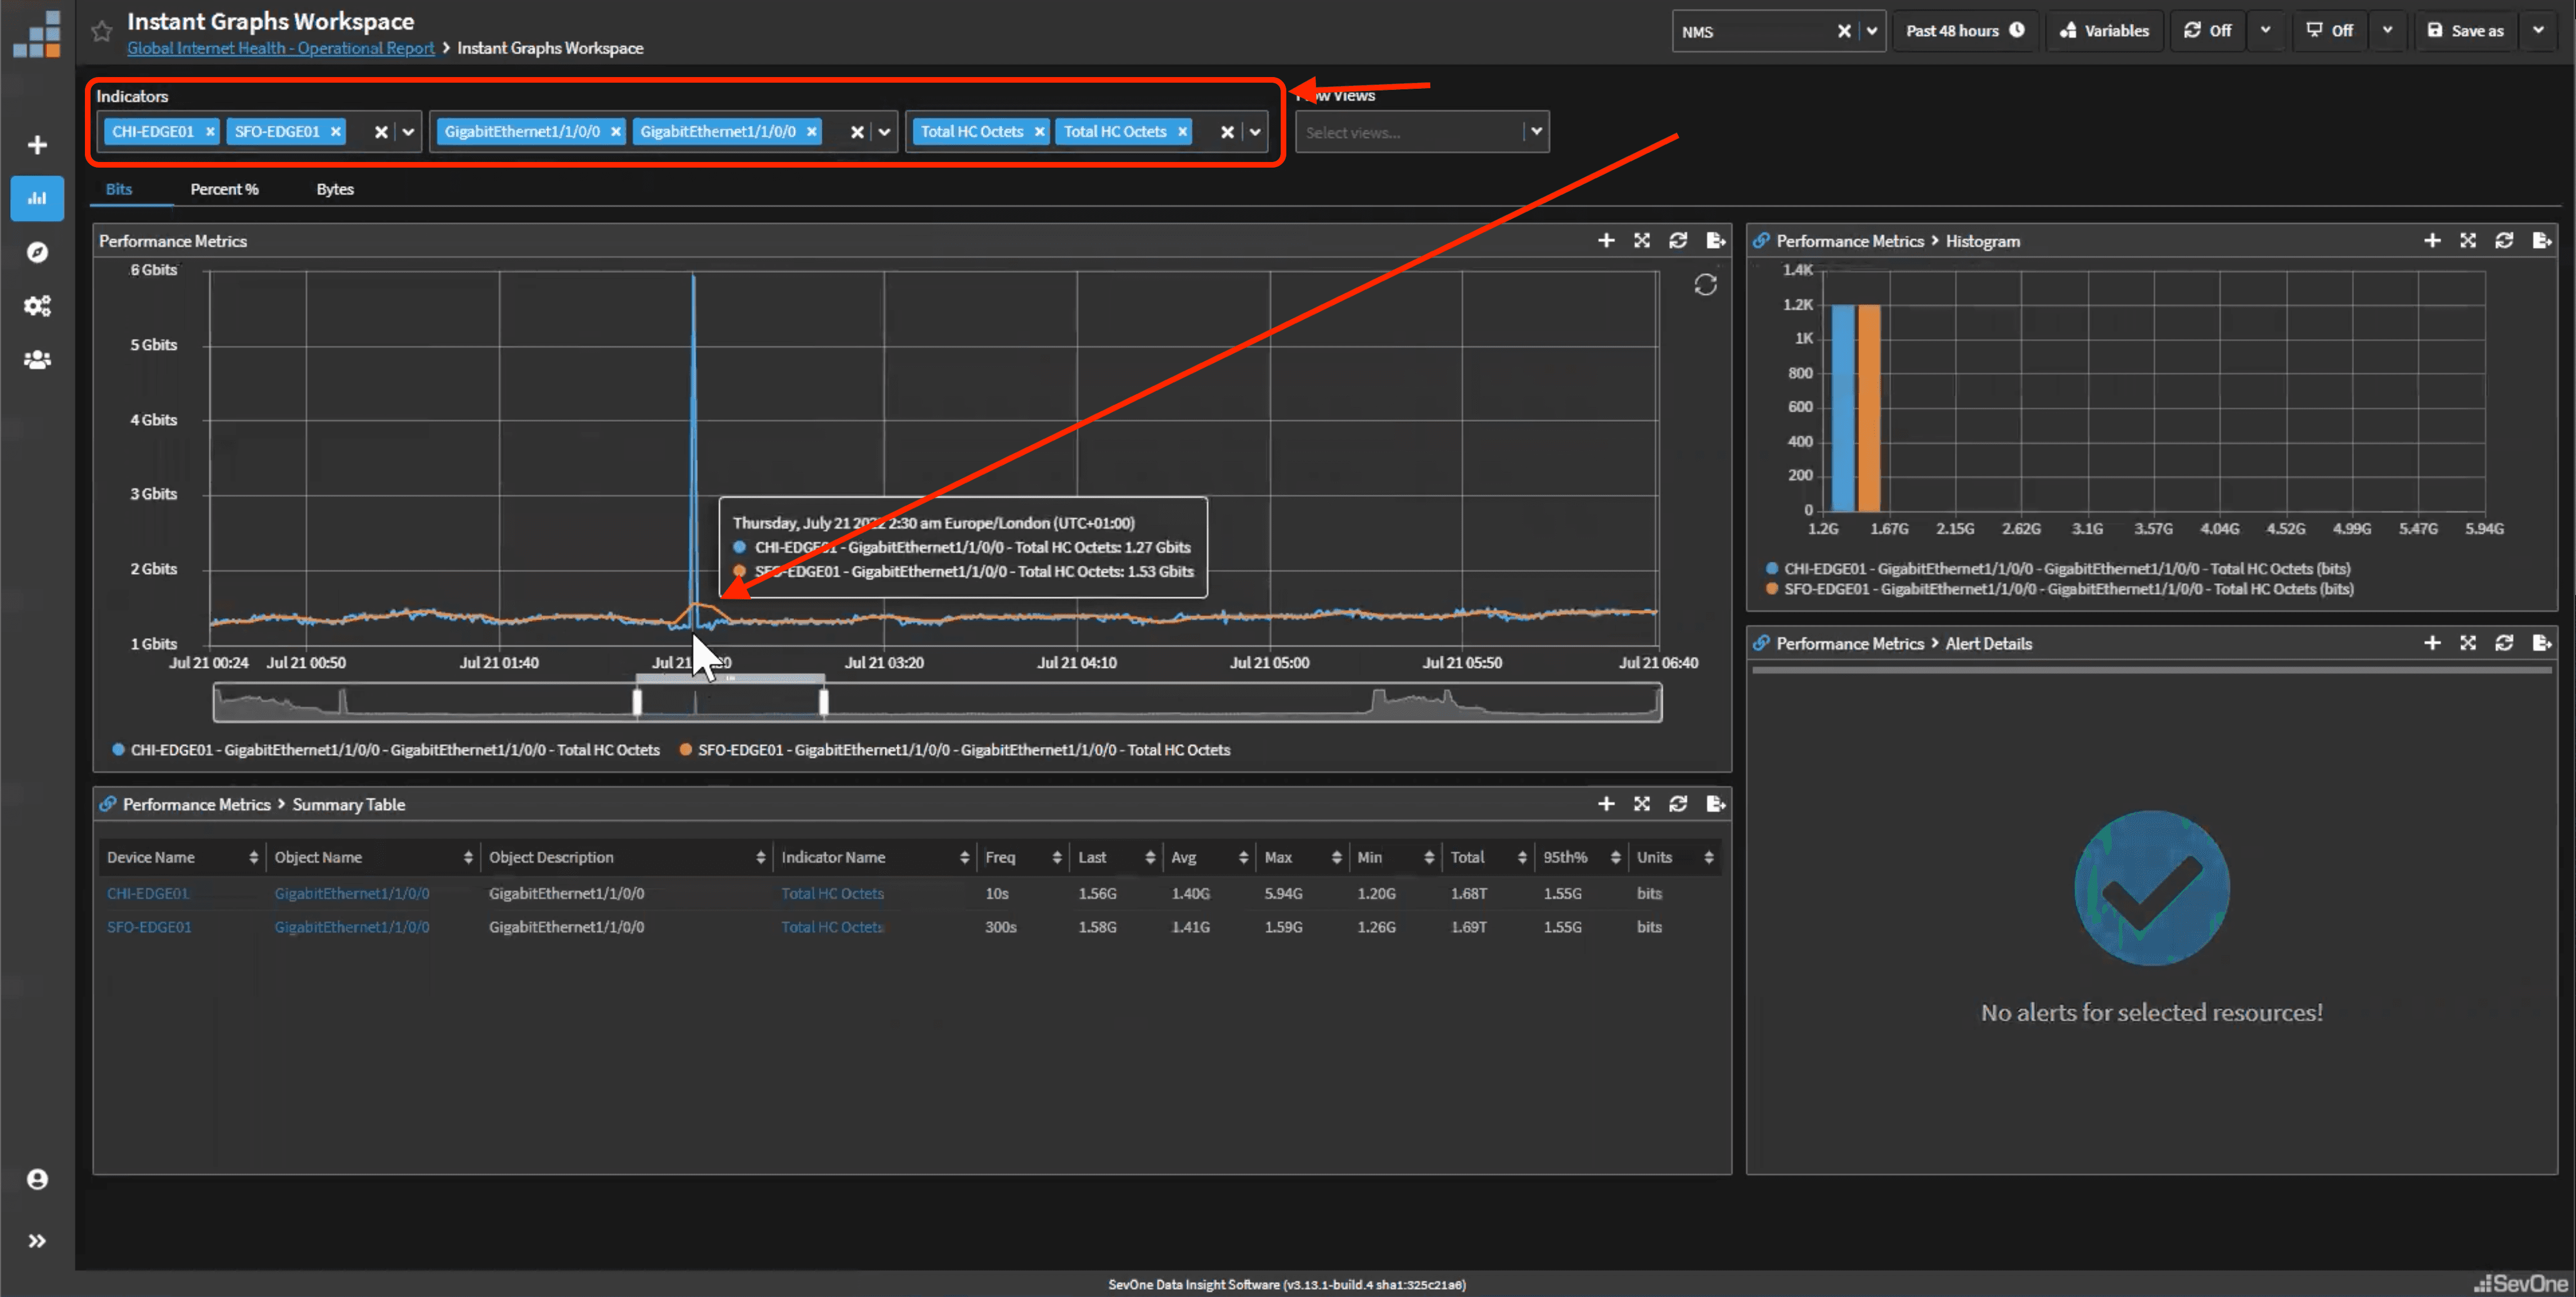 Instant Graphs Workspace
Global Internet Health - Operational Report > Instant Graphs Workspace
NMS
Past 48 hours
Variables
Off
Off
Save as
Indicators
CHI-EDGE01 × SFO-EDGE01 ×
GigabitEthernet1/1/0/0 × GigabitEthernet1/1/0/0 ×
Total HC Octets × Total HC Octets ×
Views
Select views...
Bits Percent % Bytes
Performance Metrics
6 Gbits
5 Gbits
4 Gbits
3 Gbits
2 Gbits
1 Gbits
Thursday, July 21 2022 2:30 am Europe/London (UTC+01:00)
CHI-EDGE01 - GigabitEthernet1/1/0/0 - Total HC Octets: 1.27 Gbits
SFO-EDGE01 - GigabitEthernet1/1/0/0 - Total HC Octets: 1.53 Gbits
Jul 21 00:24 Jul 21 00:50 Jul 21 01:40 Jul 21 Jul 21 03:20 Jul 21 04:10 Jul 21 05:00 Jul 21 05:50 Jul 21 06:40
CHI-EDGE01 - GigabitEthernet1/1/0/0 - GigabitEthernet1/1/0/0 - Total HC Octets SFO-EDGE01 - GigabitEthernet1/1/0/0 - GigabitEthernet1/1/0/0 - Total HC Octets
Performance Metrics > Histogram
1.4K
1.2K
1K
800
600
400
200
0
1.2G 1.67G 2.15G 2.62G 3.1G 3.57G 4.04G 4.52G 4.99G 5.47G 5.94G
CHI-EDGE01 - GigabitEthernet1/1/0/0 - GigabitEthernet1/1/0/0 - Total HC Octets (bits)
SFO-EDGE01 - GigabitEthernet1/1/0/0 - GigabitEthernet1/1/0/0 - Total HC Octets (bits)
Performance Metrics > Alert Details
No alerts for selected resources!
Performance Metrics > Summary Table
Device Name Object Name Object Description Indicator Name Freq Last Avg Max Min Total 95th% Units
CHI-EDGE01 GigabitEthernet1/1/0/0 GigabitEthernet1/1/0/0 Total HC Octets 10s 1.56G 1.40G 5.94G 1.20G 1.68T 1.55G bits
SFO-EDGE01 GigabitEthernet1/1/0/0 GigabitEthernet1/1/0/0 Total HC Octets 300s 1.58G 1.41G 1.59G 1.26G 1.69T 1.55G bits
SevOne Data Insight Software (v3.13.1-build.4 sha1:325c21a6)
SevOne